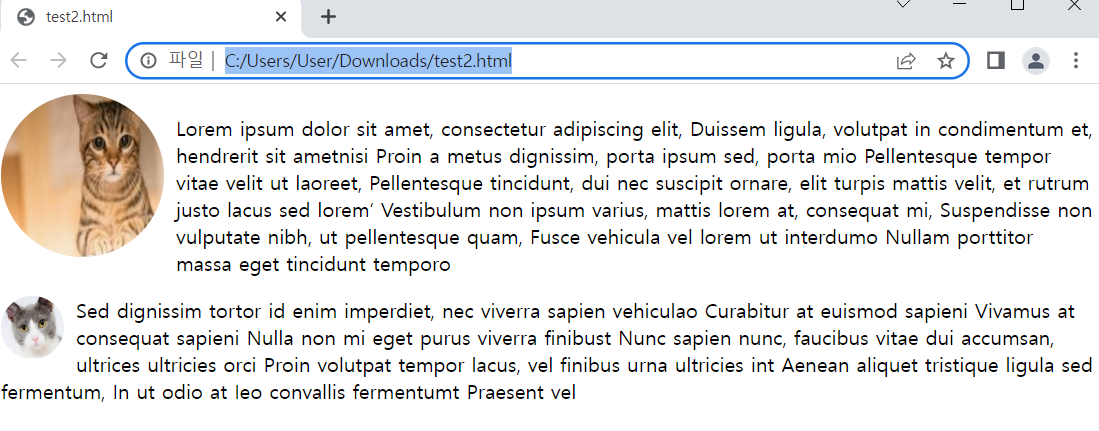 test2.html
파일 | C:/Users/User/Downloads/test2.html
Lorem ipsum dolor sit amet, consectetur adipiscing elit, Duissem ligula, volutpat in condimentum et,
hendrerit sit ametnisi Proin a metus dignissim, porta ipsum sed, porta mio Pellentesque tempor
vitae velit ut laoreet, Pellentesque tincidunt, dui nec suscipit ornare, elit turpis mattis velit, et rutrum
justo lacus sed lorem‘ Vestibulum non ipsum varius, mattis lorem at, consequat mi, Suspendisse non
vulputate nibh, ut pellentesque quam, Fusce vehicula vel lorem ut interdumo Nullam porttitor
massa eget tincidunt temporo
Sed dignissim tortor id enim imperdiet, nec viverra sapien vehiculao Curabitur at euismod sapieni Vivamus at
consequat sapieni Nulla non mi eget purus viverra finibust Nunc sapien nunc, faucibus vitae dui accumsan,
ultrices ultricies orci Proin volutpat tempor lacus, vel finibus urna ultricies int Aenean aliquet tristique ligula sed
fermentum, In ut odio at leo convallis fermentumt Praesent vel